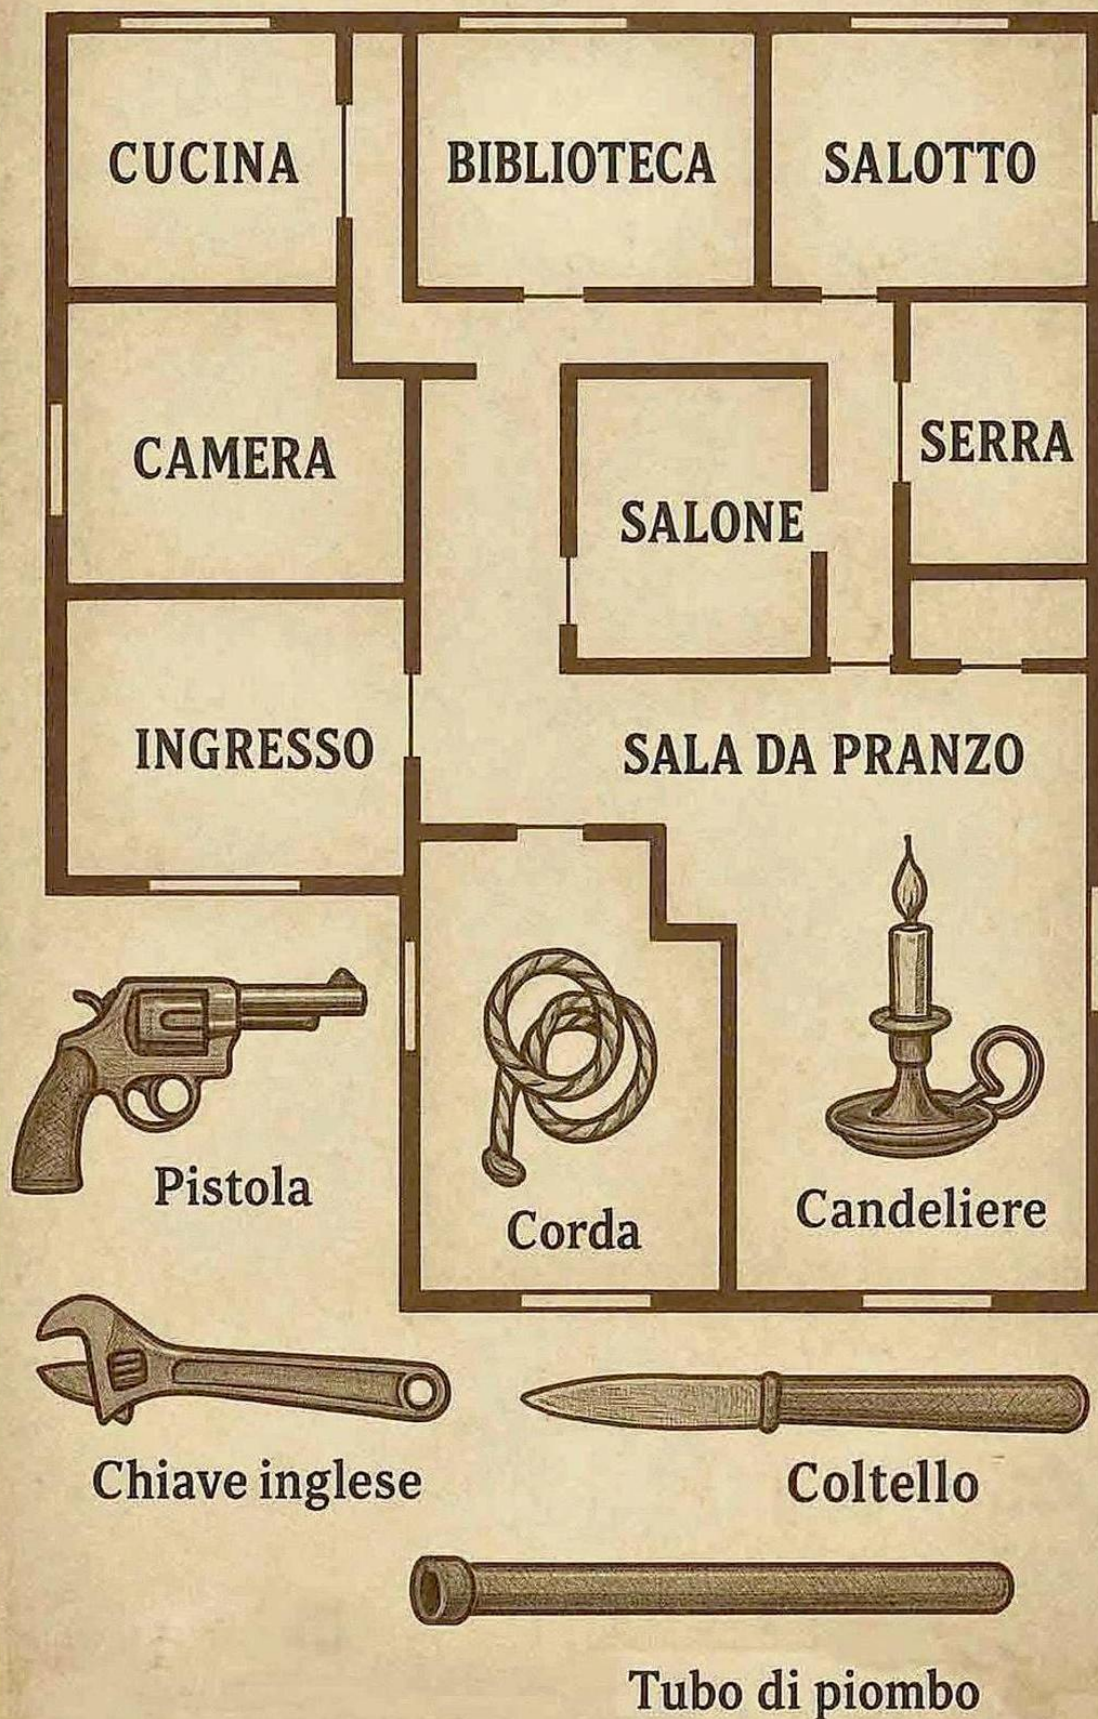 CUCINA
BIBLIOTECA
SALOTTO
CAMERA
SERRA
SALONE
INGRESSO
SALA DA PRANZO
Pistola
Corda
Candeliere
Chiave inglese
Coltello
Tubo di piombo